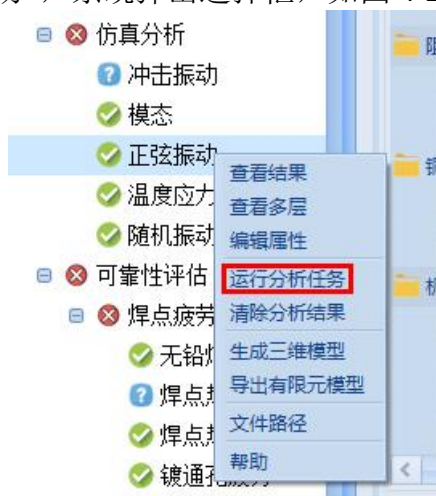 仿真分析
冲击振动
模态
正弦振动
温度应力
随机振动
可靠性评估
焊点疲劳
无铅
焊点
焊点
镀通孔
查看结果
查看多层
编辑属性
运行分析任务
清除分析结果
生成三维模型
导出有限元模型
文件路径
帮助